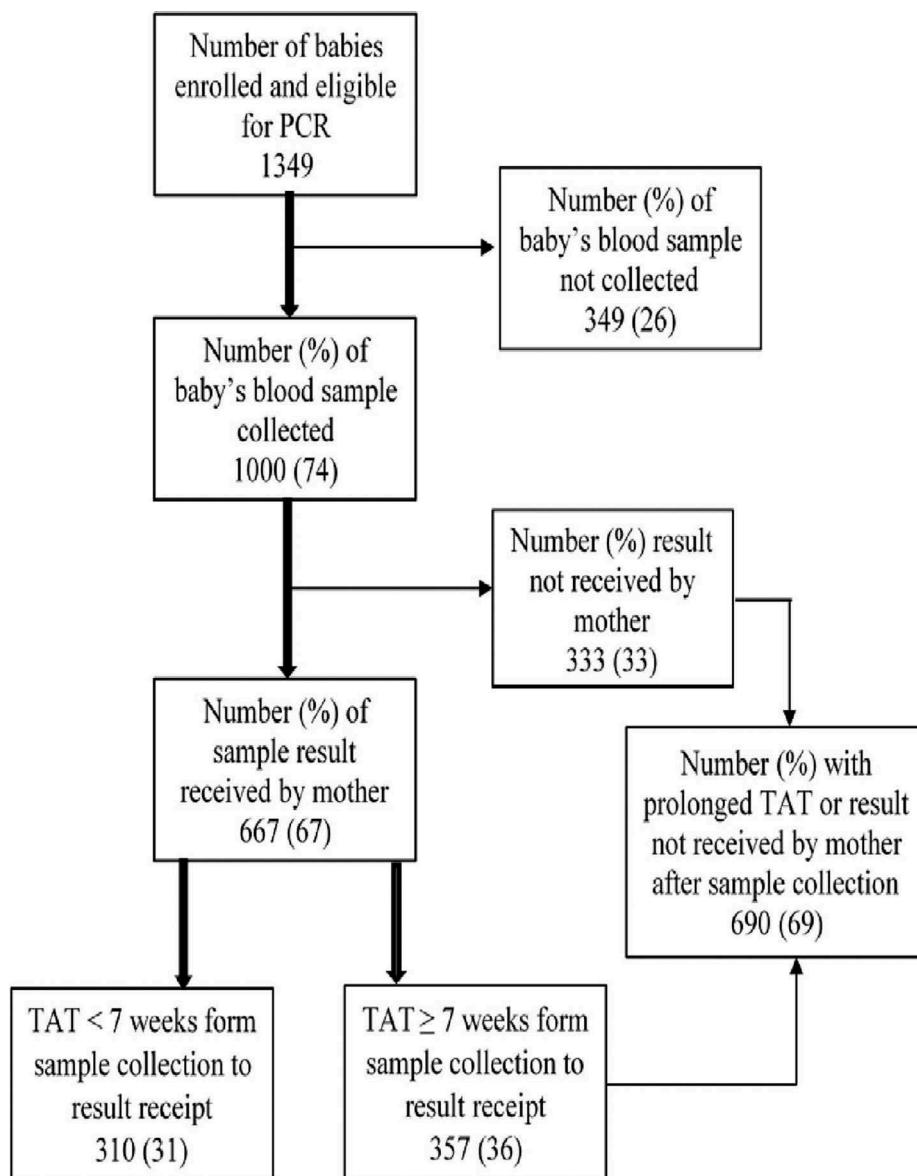 Number of babies
enrolled and eligible
for PCR
1349
Number (%) of
baby's blood sample
not collected
349 (26)
Number (%) of
baby's blood sample
collected
1000 (74)
Number (%) result
not received by
mother
333 (33)
Number (%) of
sample result
received by mother
667 (67)
Number (%) with
prolonged TAT or result
not received by mother
after sample collection
690 (69)
TAT < 7 weeks form
sample collection to
result receipt
310 (31)
TAT ≥ 7 weeks form
sample collection to
result receipt
357 (36)